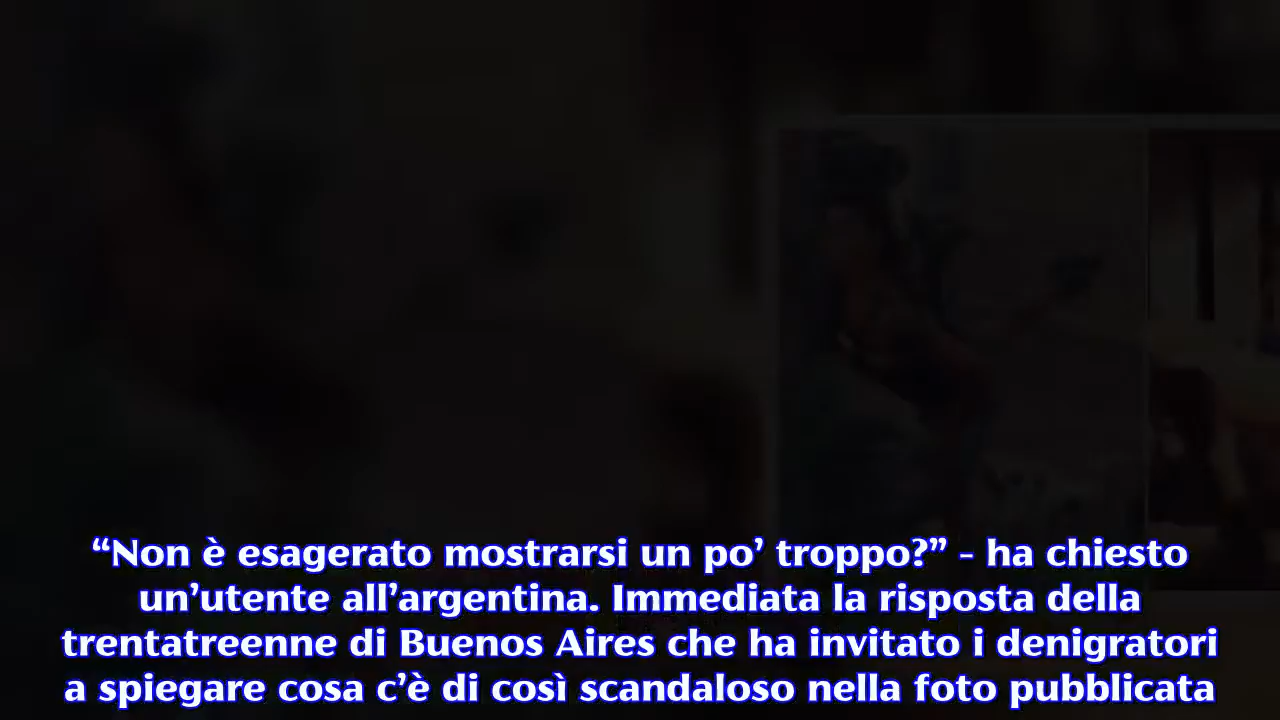 “Non è esagerato mostrarsi un po’ troppo?” - ha chiesto
un’utente all’argentina. Immediata la risposta della
trentatreenne di Buenos Aires che ha invitato i denigratori
a spiegare cosa c’è di così scandaloso nella foto pubblicata